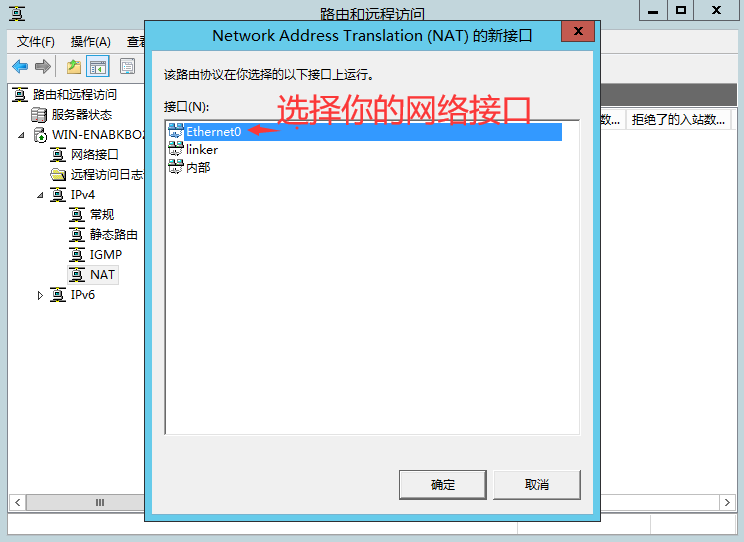 路由和远程访问
文件(F) 操作(A) 查看
Network Address Translation (NAT) 的新接口
该路由协议在你选择的以下接口上运行。
接口(N):
选择你的网络接口
Ethernet0
linker
内部
路由和远程访问
服务器状态
WIN-ENABKBO
网络接口
远程访问日志
IPv4
常规
静态路由
IGMP
NAT
IPv6
数... 拒绝了的入站数...
确定 取消